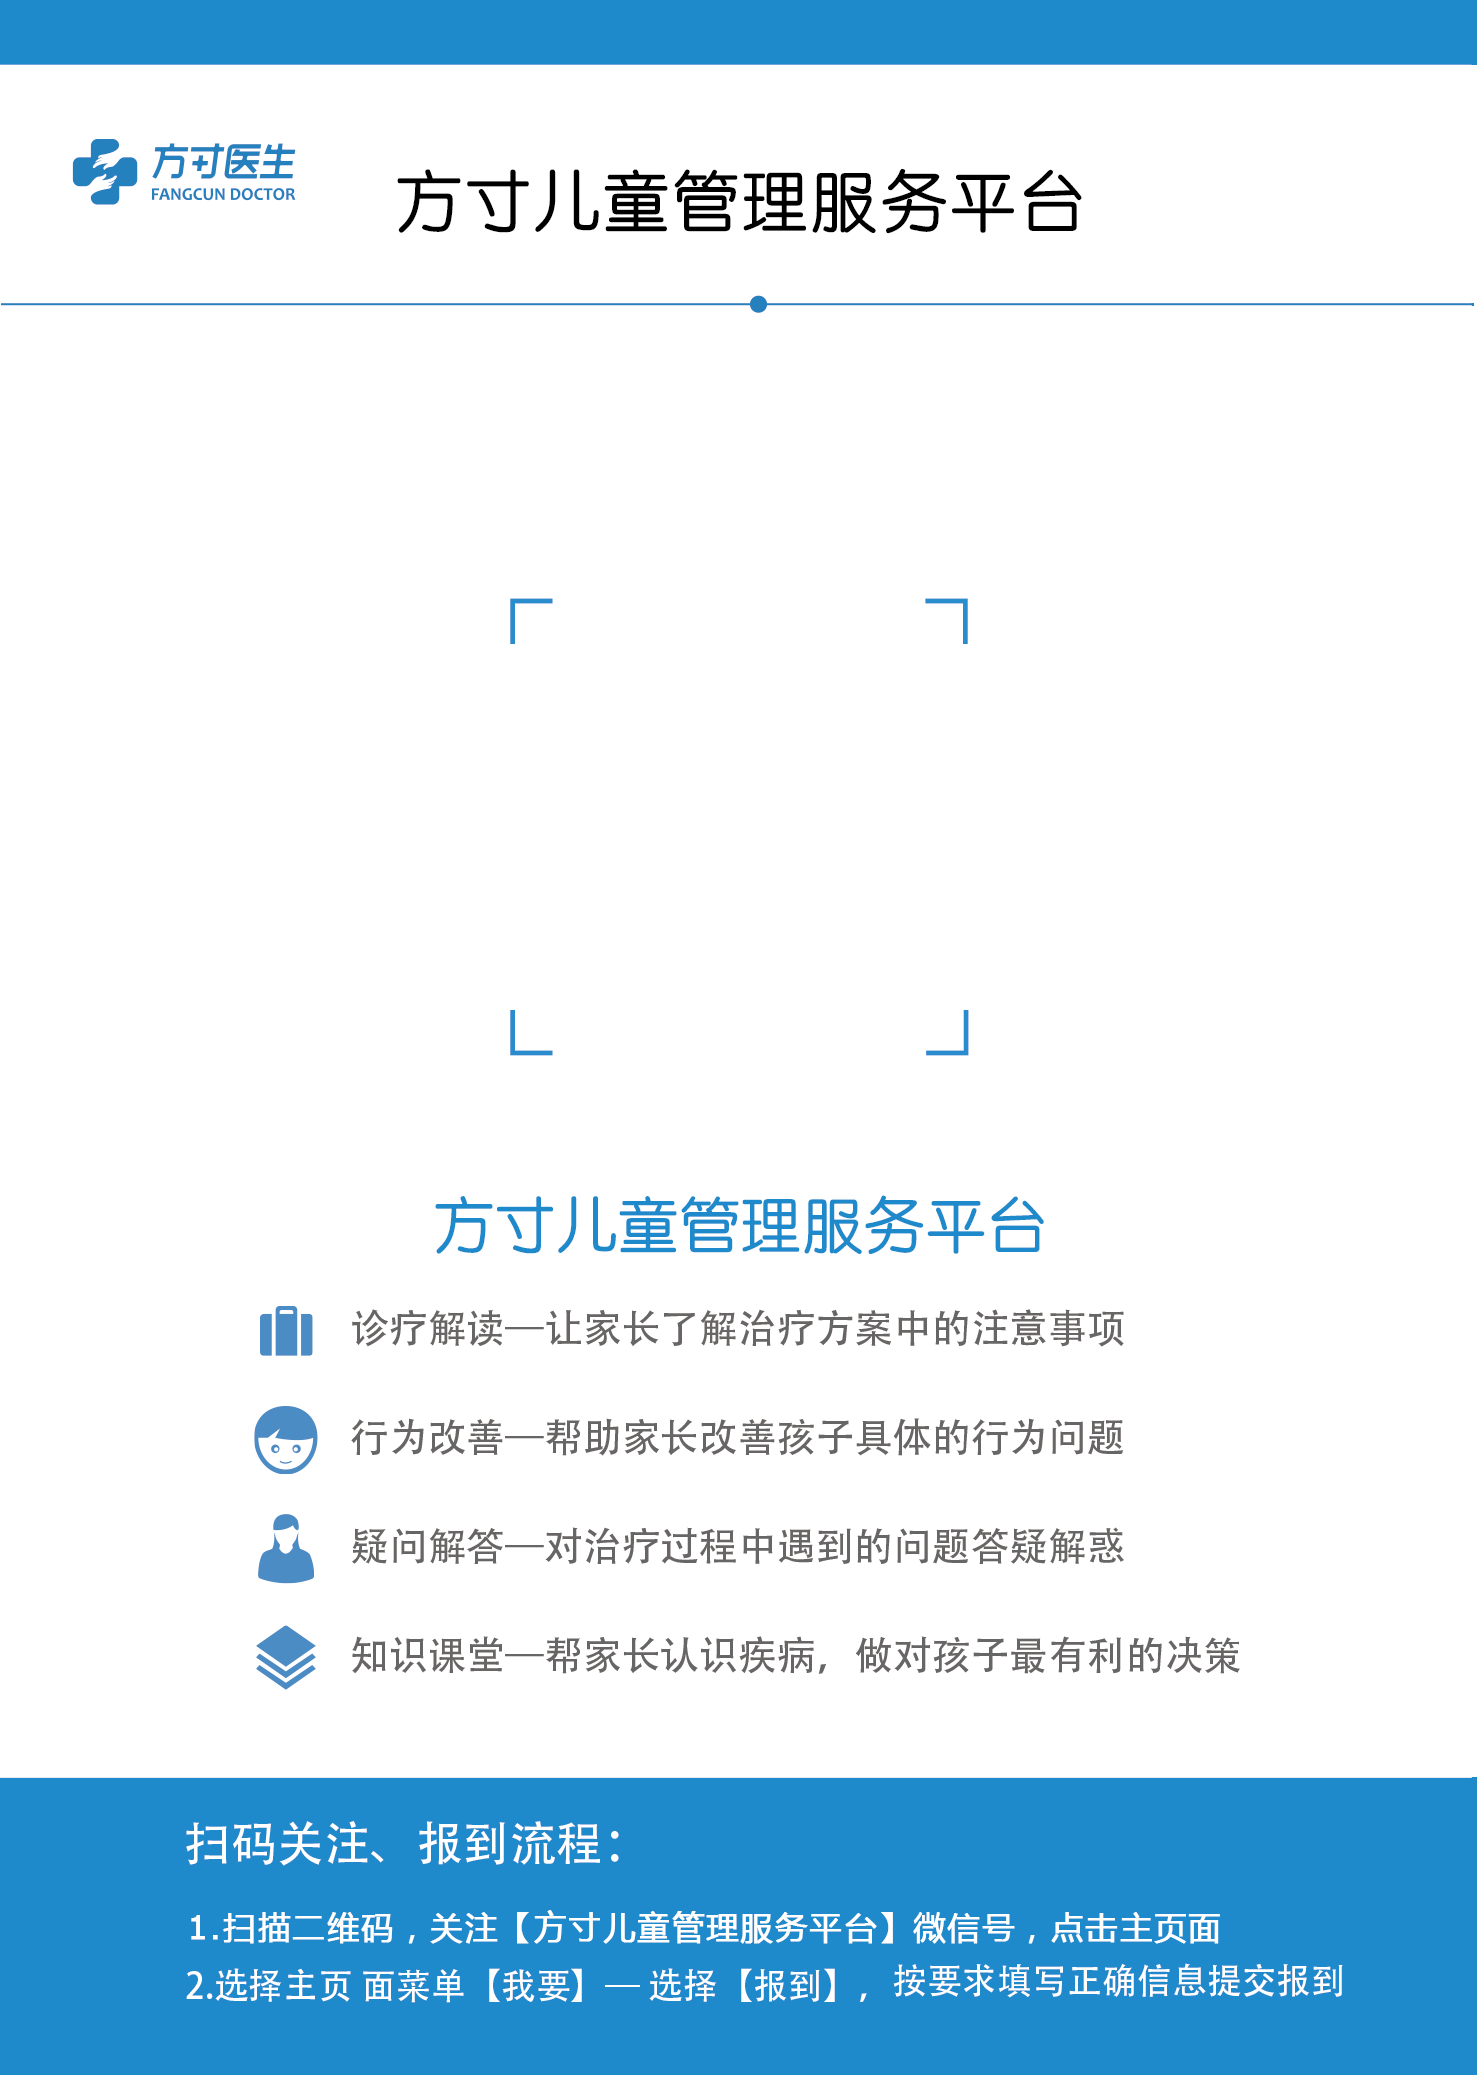 方寸医生
FANGCUN DOCTOR
方寸儿童管理服务平台
方寸儿童管理服务平台
诊疗解读—让家长了解治疗方案中的注意事项
行为改善—帮助家长改善孩子具体的行为问题
疑问解答—对治疗过程中遇到的问题答疑解惑
知识课堂—帮家长认识疾病，做对孩子最有利的决策
扫码关注、报到流程：
1.扫描二维码，关注【方寸儿童管理服务平台】微信号，点击主页面
2.选择主页 面菜单【我要】— 选择【报到】，按要求填写正确信息提交报到